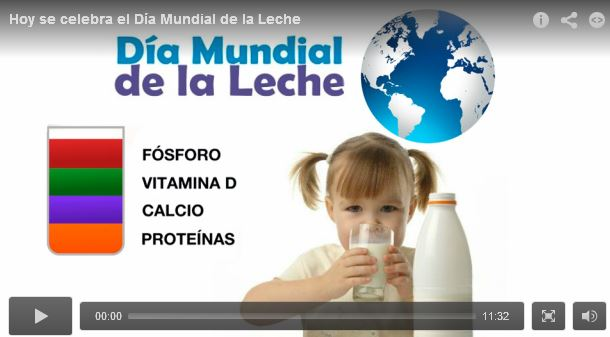 Hoy se celebra el Día Mundial de la Leche
Día Mundial
de la Leche
FÓSFORO
VITAMINA D
CALCIO
PROTEÍNAS
00:00
11:32